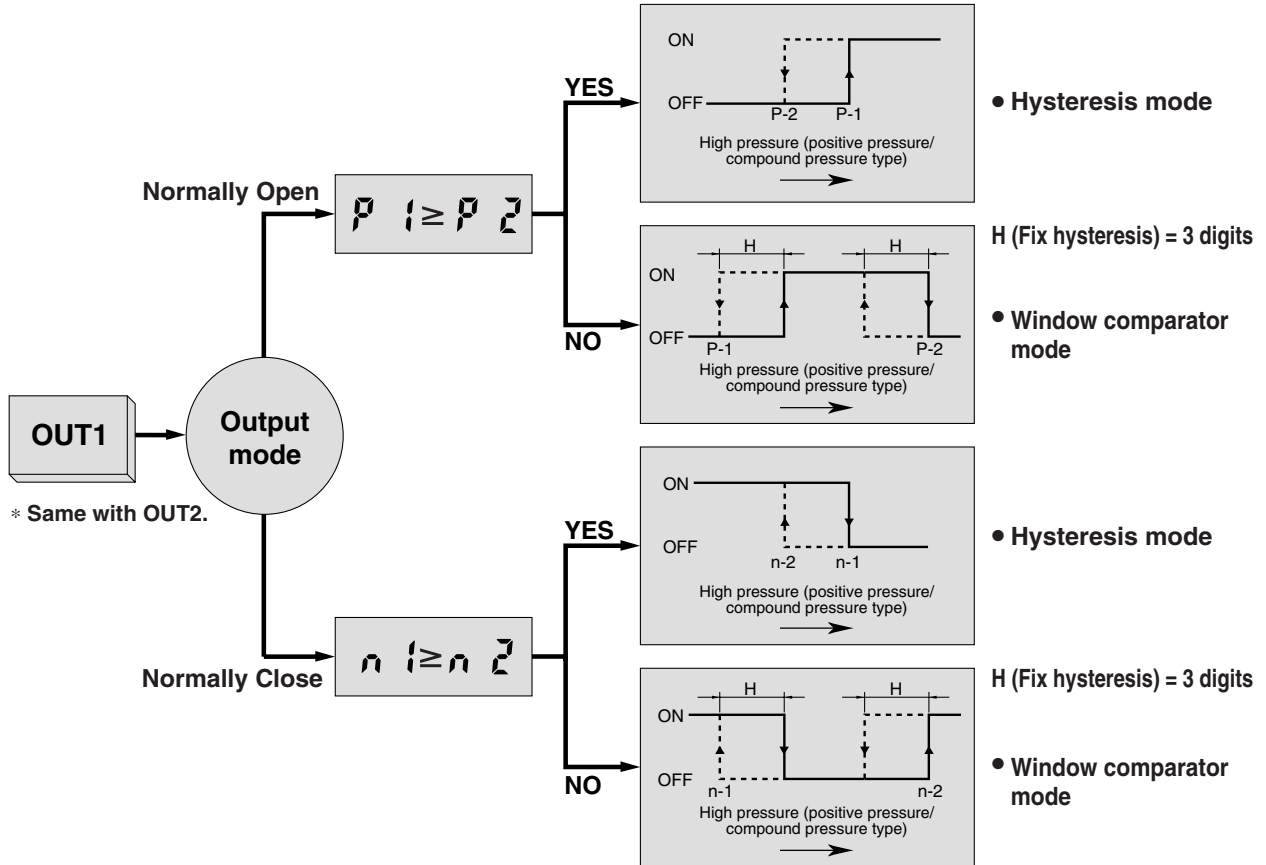 OUT1
∗ Same with OUT2.
Output
mode
Normally Open
P 1≥P 2
YES
ON
OFF
P-2 P-1
High pressure (positive pressure/
compound pressure type)
• Hysteresis mode
NO
H H
ON
OFF
P-1 P-2
High pressure (positive pressure/
compound pressure type)
H (Fix hysteresis) = 3 digits
• Window comparator
mode
Normally Close
n 1≥n 2
YES
ON
OFF
n-2 n-1
High pressure (positive pressure/
compound pressure type)
• Hysteresis mode
NO
H H
ON
OFF
n-1 n-2
High pressure (positive pressure/
compound pressure type)
H (Fix hysteresis) = 3 digits
• Window comparator
mode